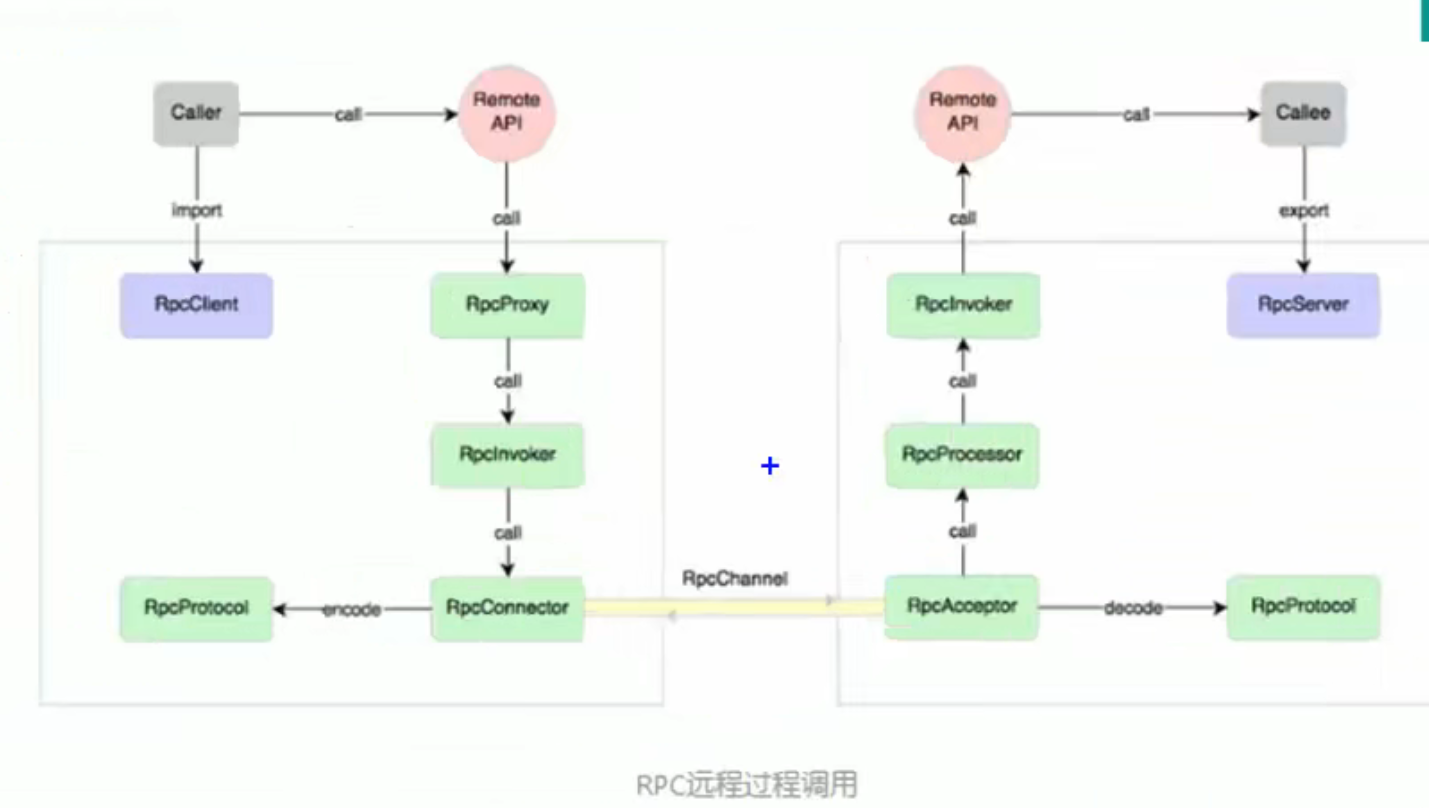 Caller
call
Remote
API
Remote
API
call
Callee
import
call
call
export
RpcClient
RpcProxy
RpcInvoker
RpcServer
call
call
RpcInvoker
RpcProcessor
call
call
RpcChannel
RpcProtocol
encode
RpcConnector
RpcAcceptor
decode
RpcProtocol
RPC远程过程调用